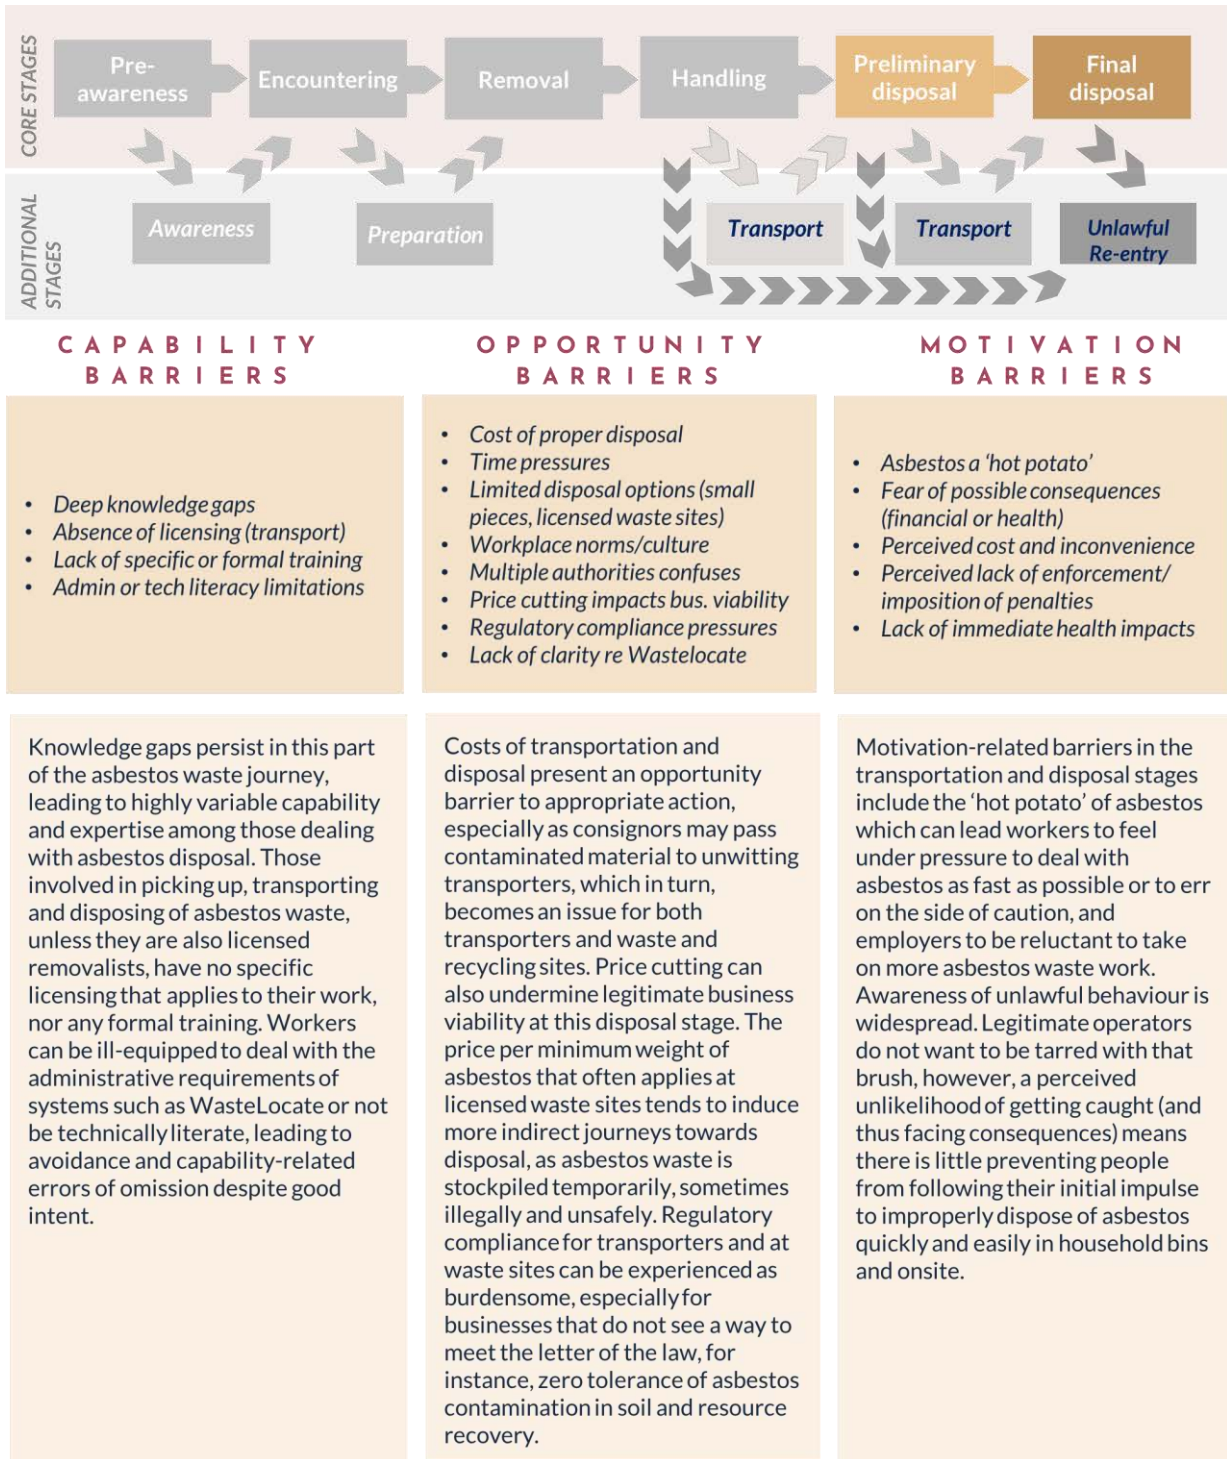 CORE STAGES
Pre-
awareness
Encountering
Removal
Handling
Preliminary
disposal
Final
disposal
ADDITIONAL
STAGES
Awareness
Preparation
Transport
Transport
Unlawful
Re-entry
CAPABILITY
BARRIERS
• Deep knowledge gaps
• Absence of licensing (transport)
• Lack of specific or formal training
• Admin or tech literacy limitations
Knowledge gaps persist in this part
of the asbestos waste journey,
leading to highly variable capability
and expertise among those dealing
with asbestos disposal. Those
involved in picking up, transporting
and disposing of asbestos waste,
unless they are also licensed
removalists, have no specific
licensing that applies to their work,
nor any formal training. Workers
can be ill-equipped to deal with the
administrative requirements of
systems such as WasteLocate or not
be technically literate, leading to
avoidance and capability-related
errors of omission despite good
intent.
OPPORTUNITY
BARRIERS
• Cost of proper disposal
• Time pressures
• Limited disposal options (small
pieces, licensed waste sites)
• Workplace norms/culture
• Multiple authorities confuses
• Price cutting impacts bus. viability
• Regulatory compliance pressures
• Lack of clarity re Wastelocate
Costs of transportation and
disposal present an opportunity
barrier to appropriate action,
especially as consignors may pass
contaminated material to unwitting
transporters, which in turn,
becomes an issue for both
transporters and waste and
recycling sites. Price cutting can
also undermine legitimate business
viability at this disposal stage. The
price per minimum weight of
asbestos that often applies at
licensed waste sites tends to induce
more indirect journeys towards
disposal, as asbestos waste is
stockpiled temporarily, sometimes
illegally and unsafely. Regulatory
compliance for transporters and at
waste sites can be experienced as
burdensome, especially for
businesses that do not see a way to
meet the letter of the law, for
instance, zero tolerance of asbestos
contamination in soil and resource
recovery.
MOTIVATION
BARRIERS
• Asbestos a ‘hot potato’
• Fear of possible consequences
(financial or health)
• Perceived cost and inconvenience
• Perceived lack of enforcement/
imposition of penalties
• Lack of immediate health impacts
Motivation-related barriers in the
transportation and disposal stages
include the ‘hot potato’ of asbestos
which can lead workers to feel
under pressure to deal with
asbestos as fast as possible or to err
on the side of caution, and
employers to be reluctant to take
on more asbestos waste work.
Awareness of unlawful behaviour is
widespread. Legitimate operators
do not want to be tarred with that
brush, however, a perceived
unlikelihood of getting caught (and
thus facing consequences) means
there is little preventing people
from following their initial impulse
to improperly dispose of asbestos
quickly and easily in household bins
and onsite.